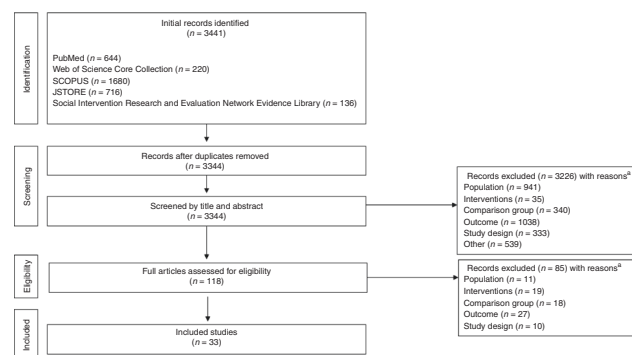 Identification
Initial records identified
(n = 3441)
PubMed (n = 644)
Web of Science Core Collection (n = 220)
SCOPUS (n = 1680)
JSTORE (n = 716)
Social Intervention Research and Evaluation Network Evidence Library (n = 136)
Screening
Records after duplicates removed
(n = 3344)
Screened by title and abstract
(n = 3344)
Records excluded (n = 3226) with reasonsª
Population (n = 941)
Interventions (n = 35)
Comparison group (n = 340)
Outcome (n = 1038)
Study design (n = 333)
Other (n = 539)
Eligibility
Full articles assessed for eligibility
(n = 118)
Records excluded (n = 85) with reasonsª
Population (n = 11)
Interventions (n = 19)
Comparison group (n = 18)
Outcome (n = 27)
Study design (n = 10)
Included
Included studies
(n = 33)